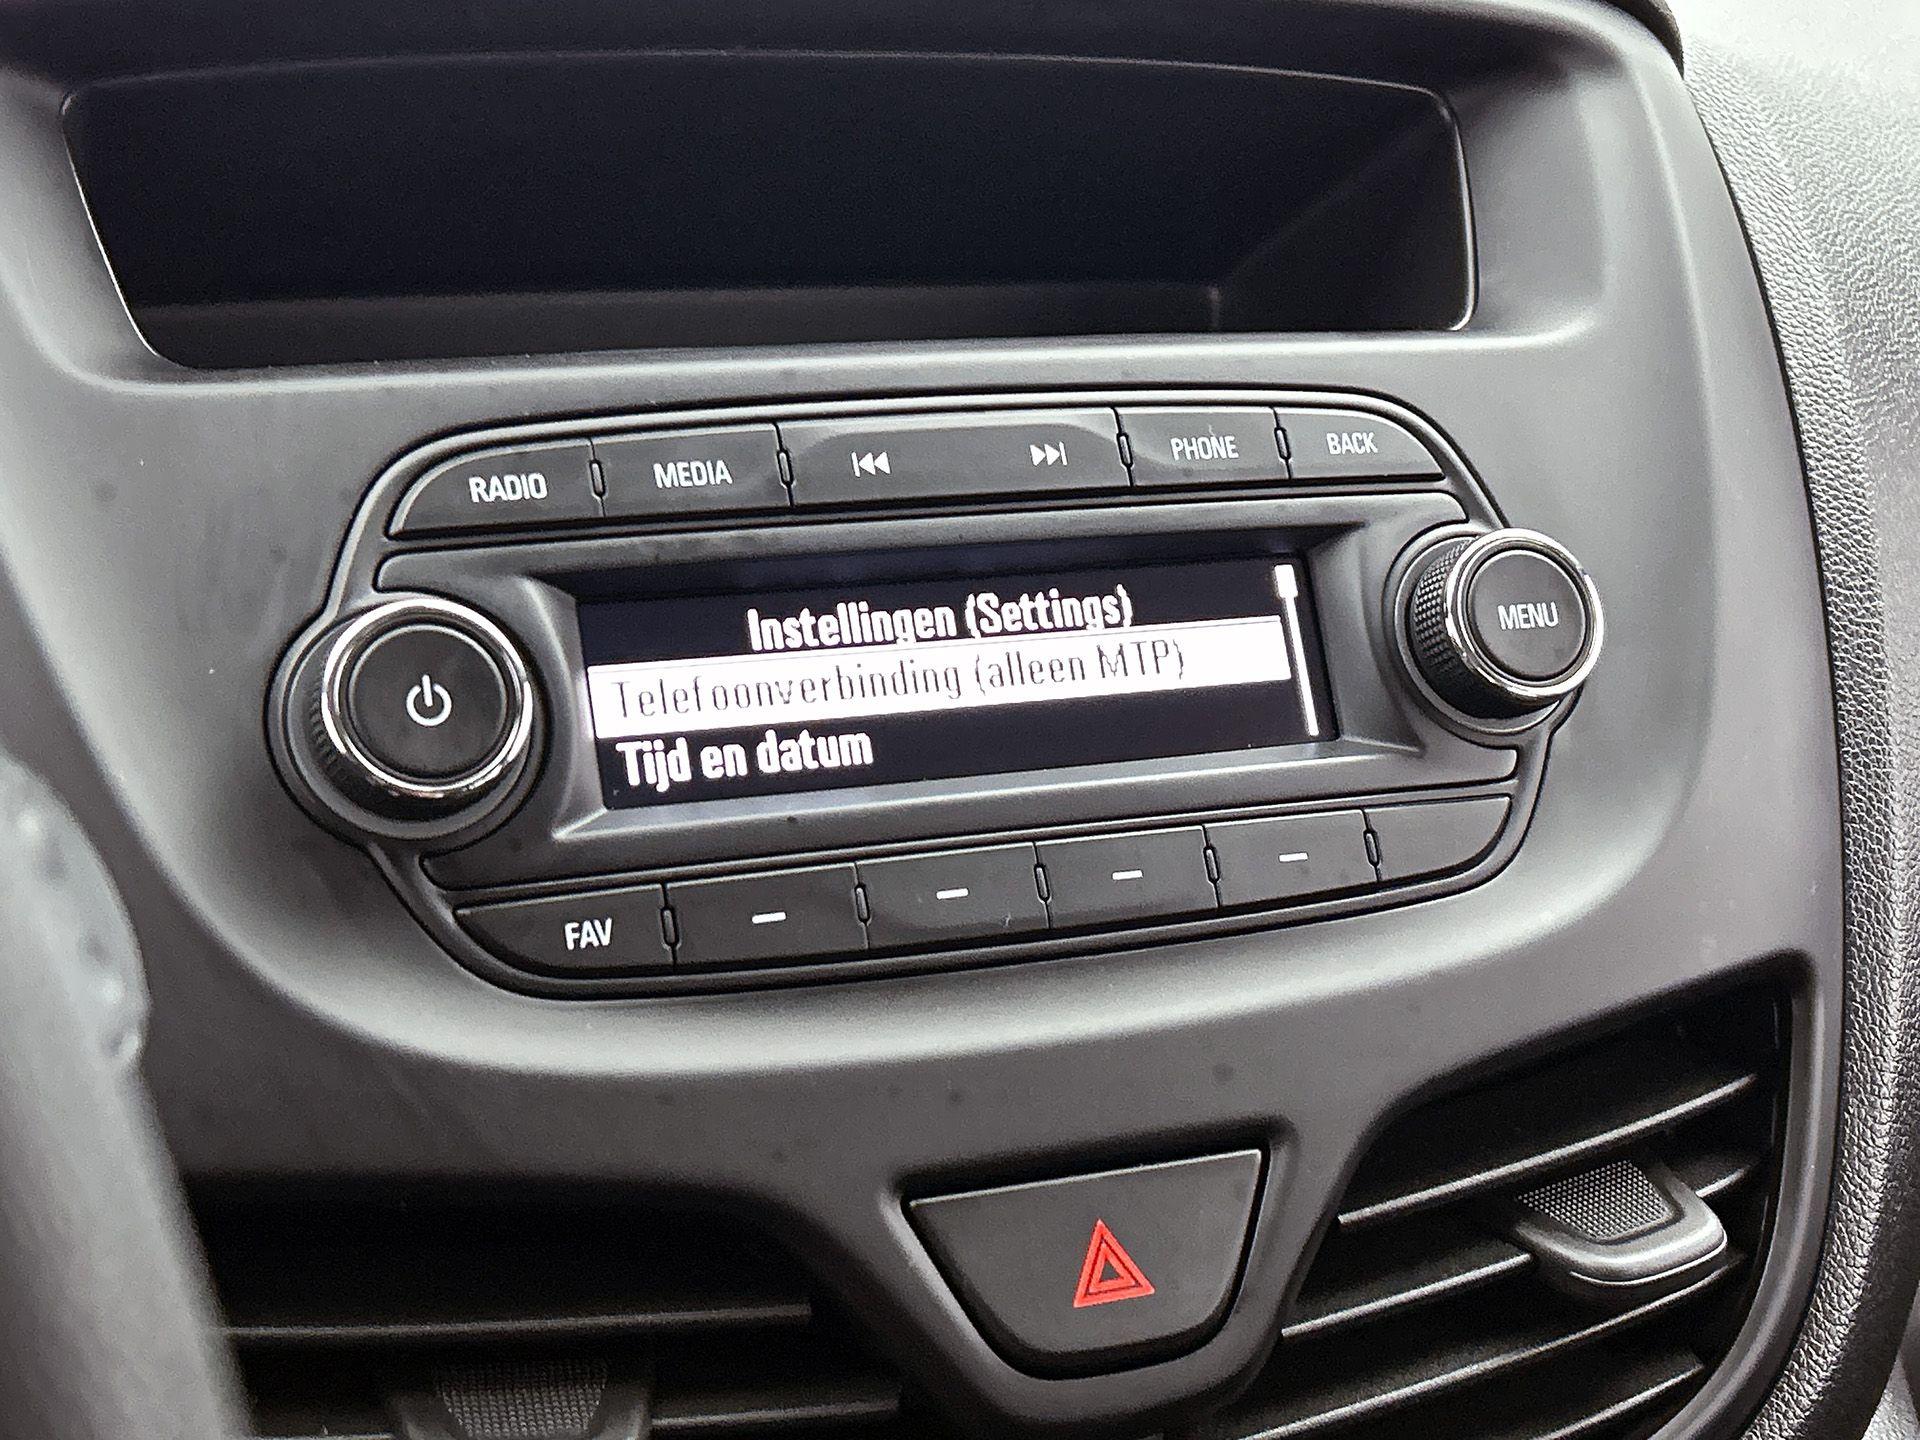 RADIO
MEDIA
PHONE
BACK
Instellingen (Settings)
Telefoonverbinding (alleen MTP)
Tijd en datum
MENU
FAV